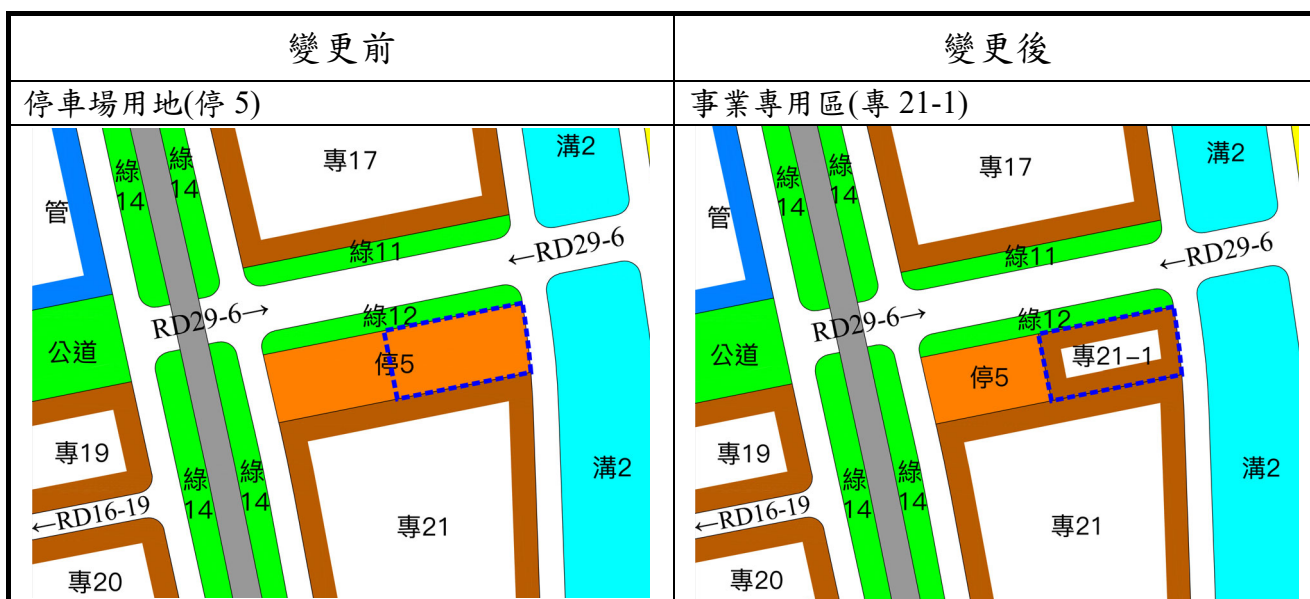 變更前
變更後
停車場用地(停 5)
事業專用區(專 21-1)
綠
14
綠
14
專17
溝2
管
綠11
←RD29-6
RD29-6→
綠12
公道
停5
專19
綠
14
綠
14
溝2
←RD16-19
專21
專20
綠
14
綠
14
專17
溝2
管
綠11
←RD29-6
RD29-6→
綠12
公道
停5
專21-1
專19
綠
14
綠
14
溝2
←RD16-19
專21
專20